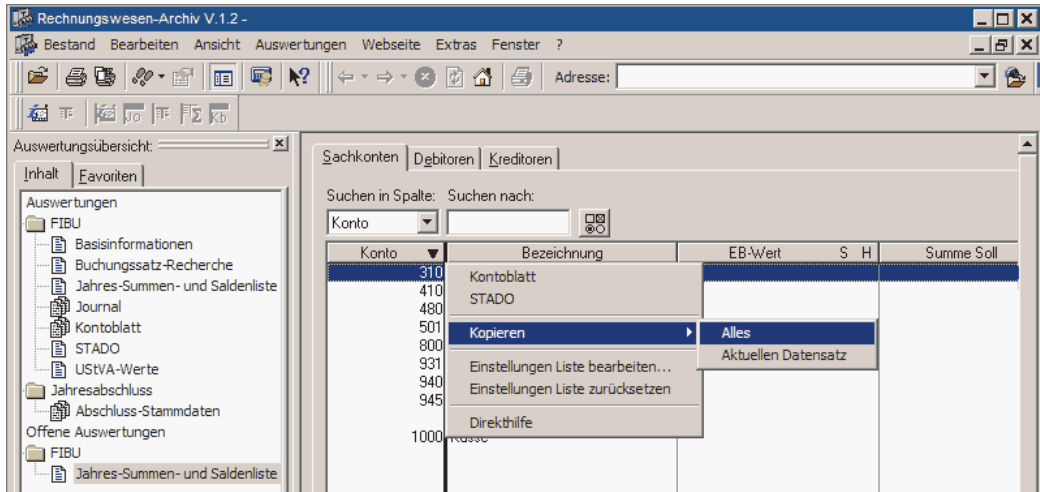 Rechnungswesen-Archiv V.1.2 -
Bestand Bearbeiten Ansicht Auswertungen Webseite Extras Fenster ?
Adresse:
Auswertungsübersicht:
Inhalt Favoriten
Auswertungen
FIBU
Basisinformationen
Buchungssatz-Recherche
Jahres-Summen- und Saldenliste
Journal
Kontoblatt
STADO
UStVA-Werte
Jahresabschluss
Abschluss-Stammdaten
Offene Auswertungen
FIBU
Jahres-Summen- und Saldenliste
Sachkonten Debitoren Kreditoren
Suchen in Spalte: Suchen nach:
Konto
Konto Bezeichnung EB-Wert S H Summe Soll
310
410
480
501
800
931
940
945
1000 Kasse
Kontoblatt
STADO
Kopieren
Einstellungen Liste bearbeiten...
Einstellungen Liste zurücksetzen
Direkthilfe
Alles
Aktuellen Datensatz